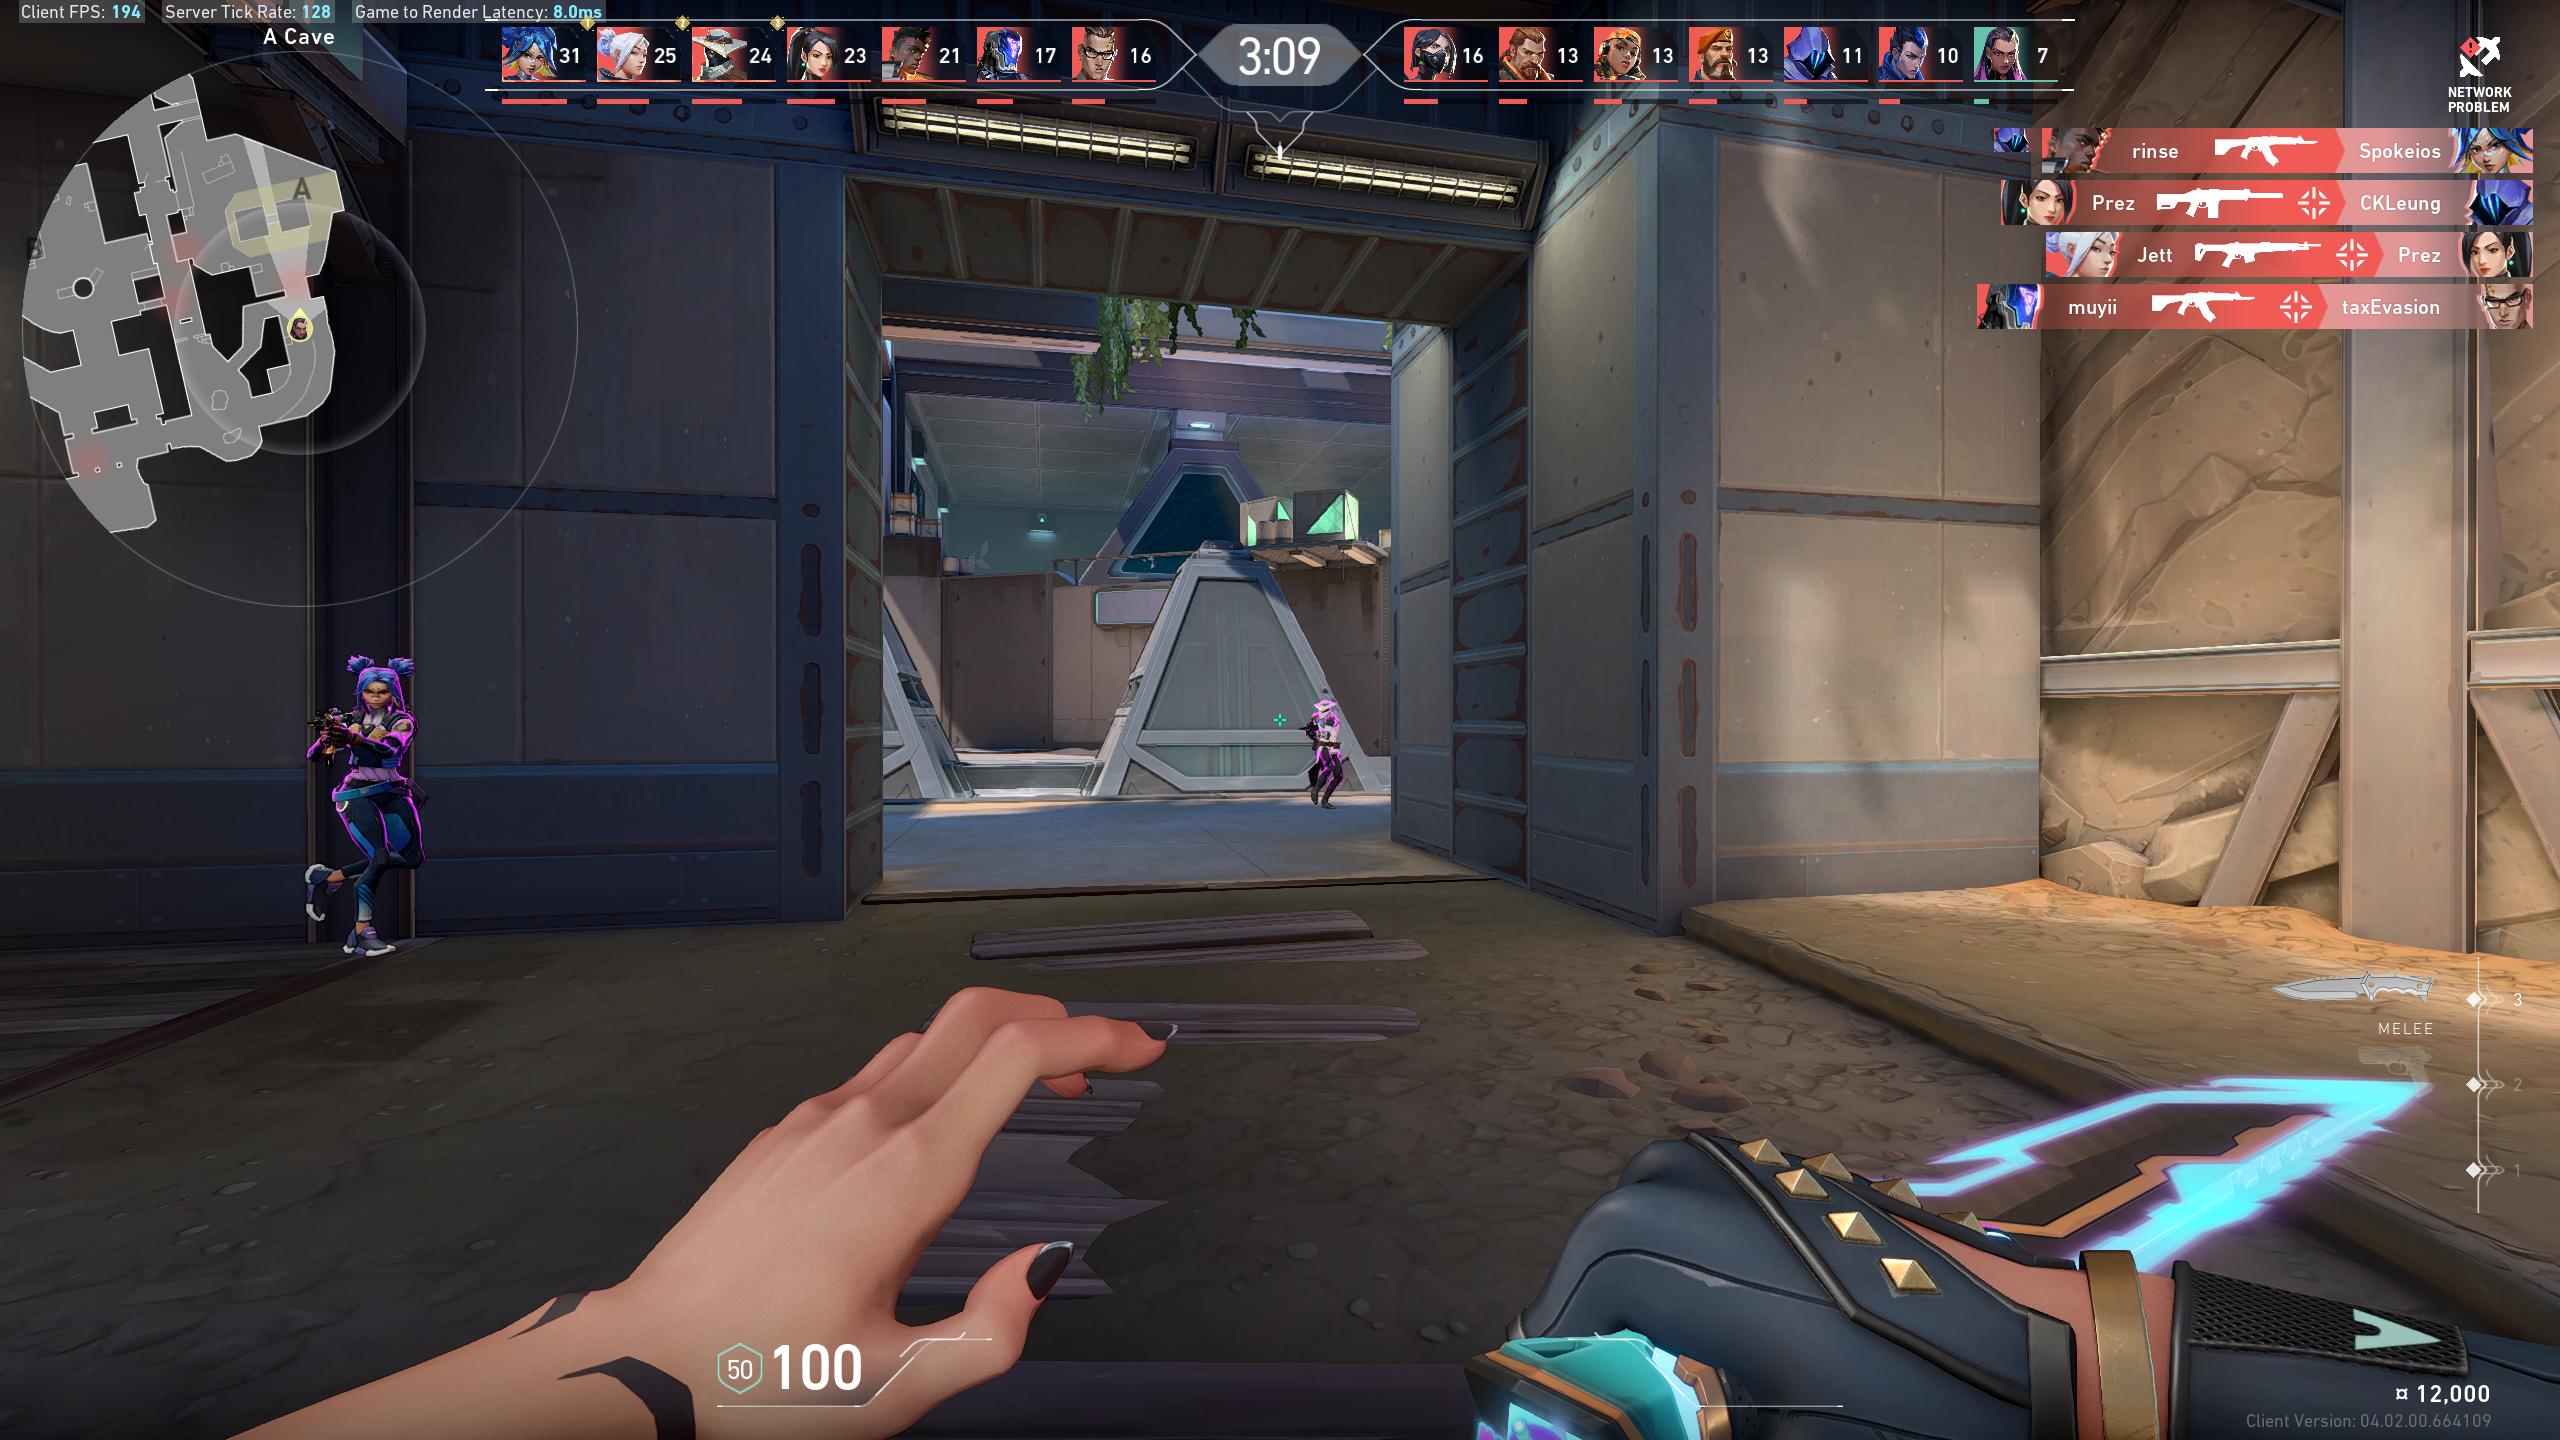 Client FPS: 194 Server Tick Rate: 128 Game to Render Latency: 8.0ms
A Cave
31 25 24 23 21 17 16 3:09 16 13 13 13 11 10 7
NETWORK PROBLEM
rinse Spokeios
Prez CKLeung
Jett Prez
muyii taxEvasion
A
B
3
MELEE
2
1
50 100
¤ 12,000
Client Version: 04.02.00.664109